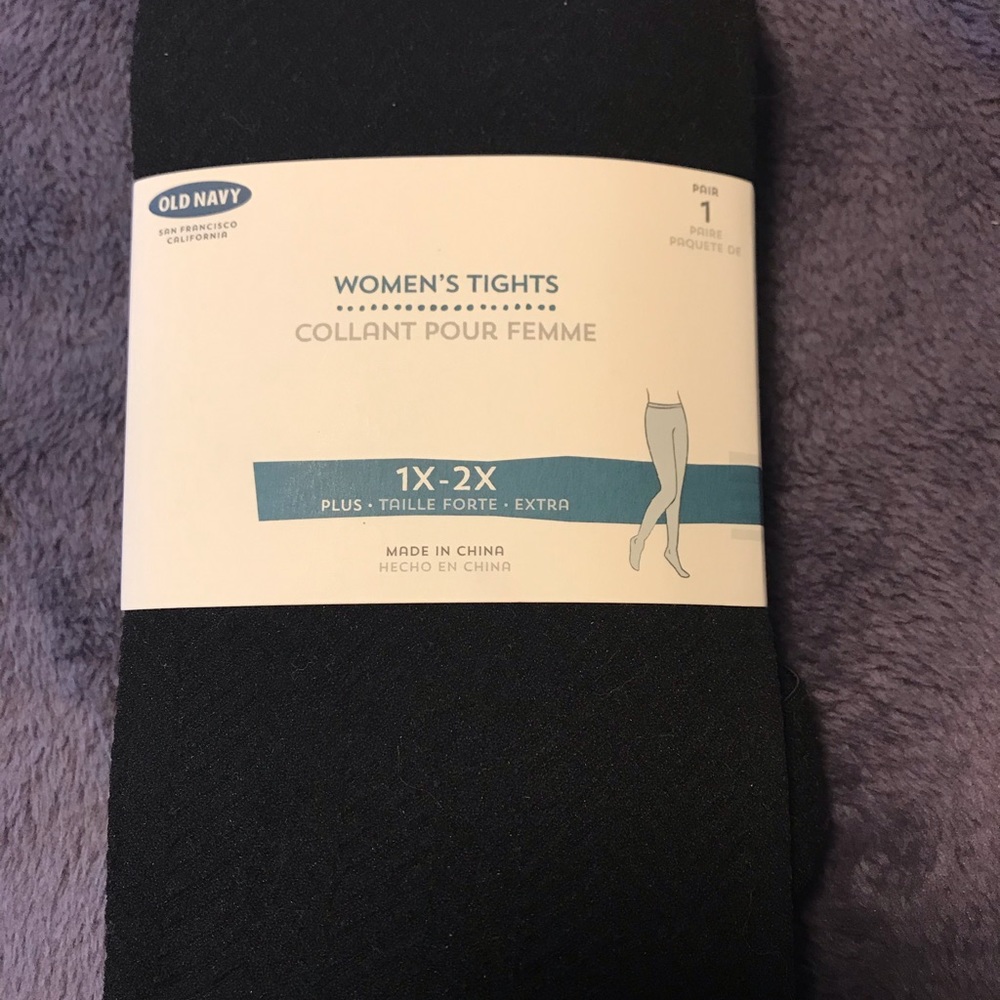 OLD NAVY
SAN FRANCISCO
CALIFORNIA
PAIR
1
PAIRE
PAQUETE DE
WOMEN'S TIGHTS
COLLANT POUR FEMME
1X-2X
PLUS · TAILLE FORTE · EXTRA
MADE IN CHINA
HECHO EN CHINA